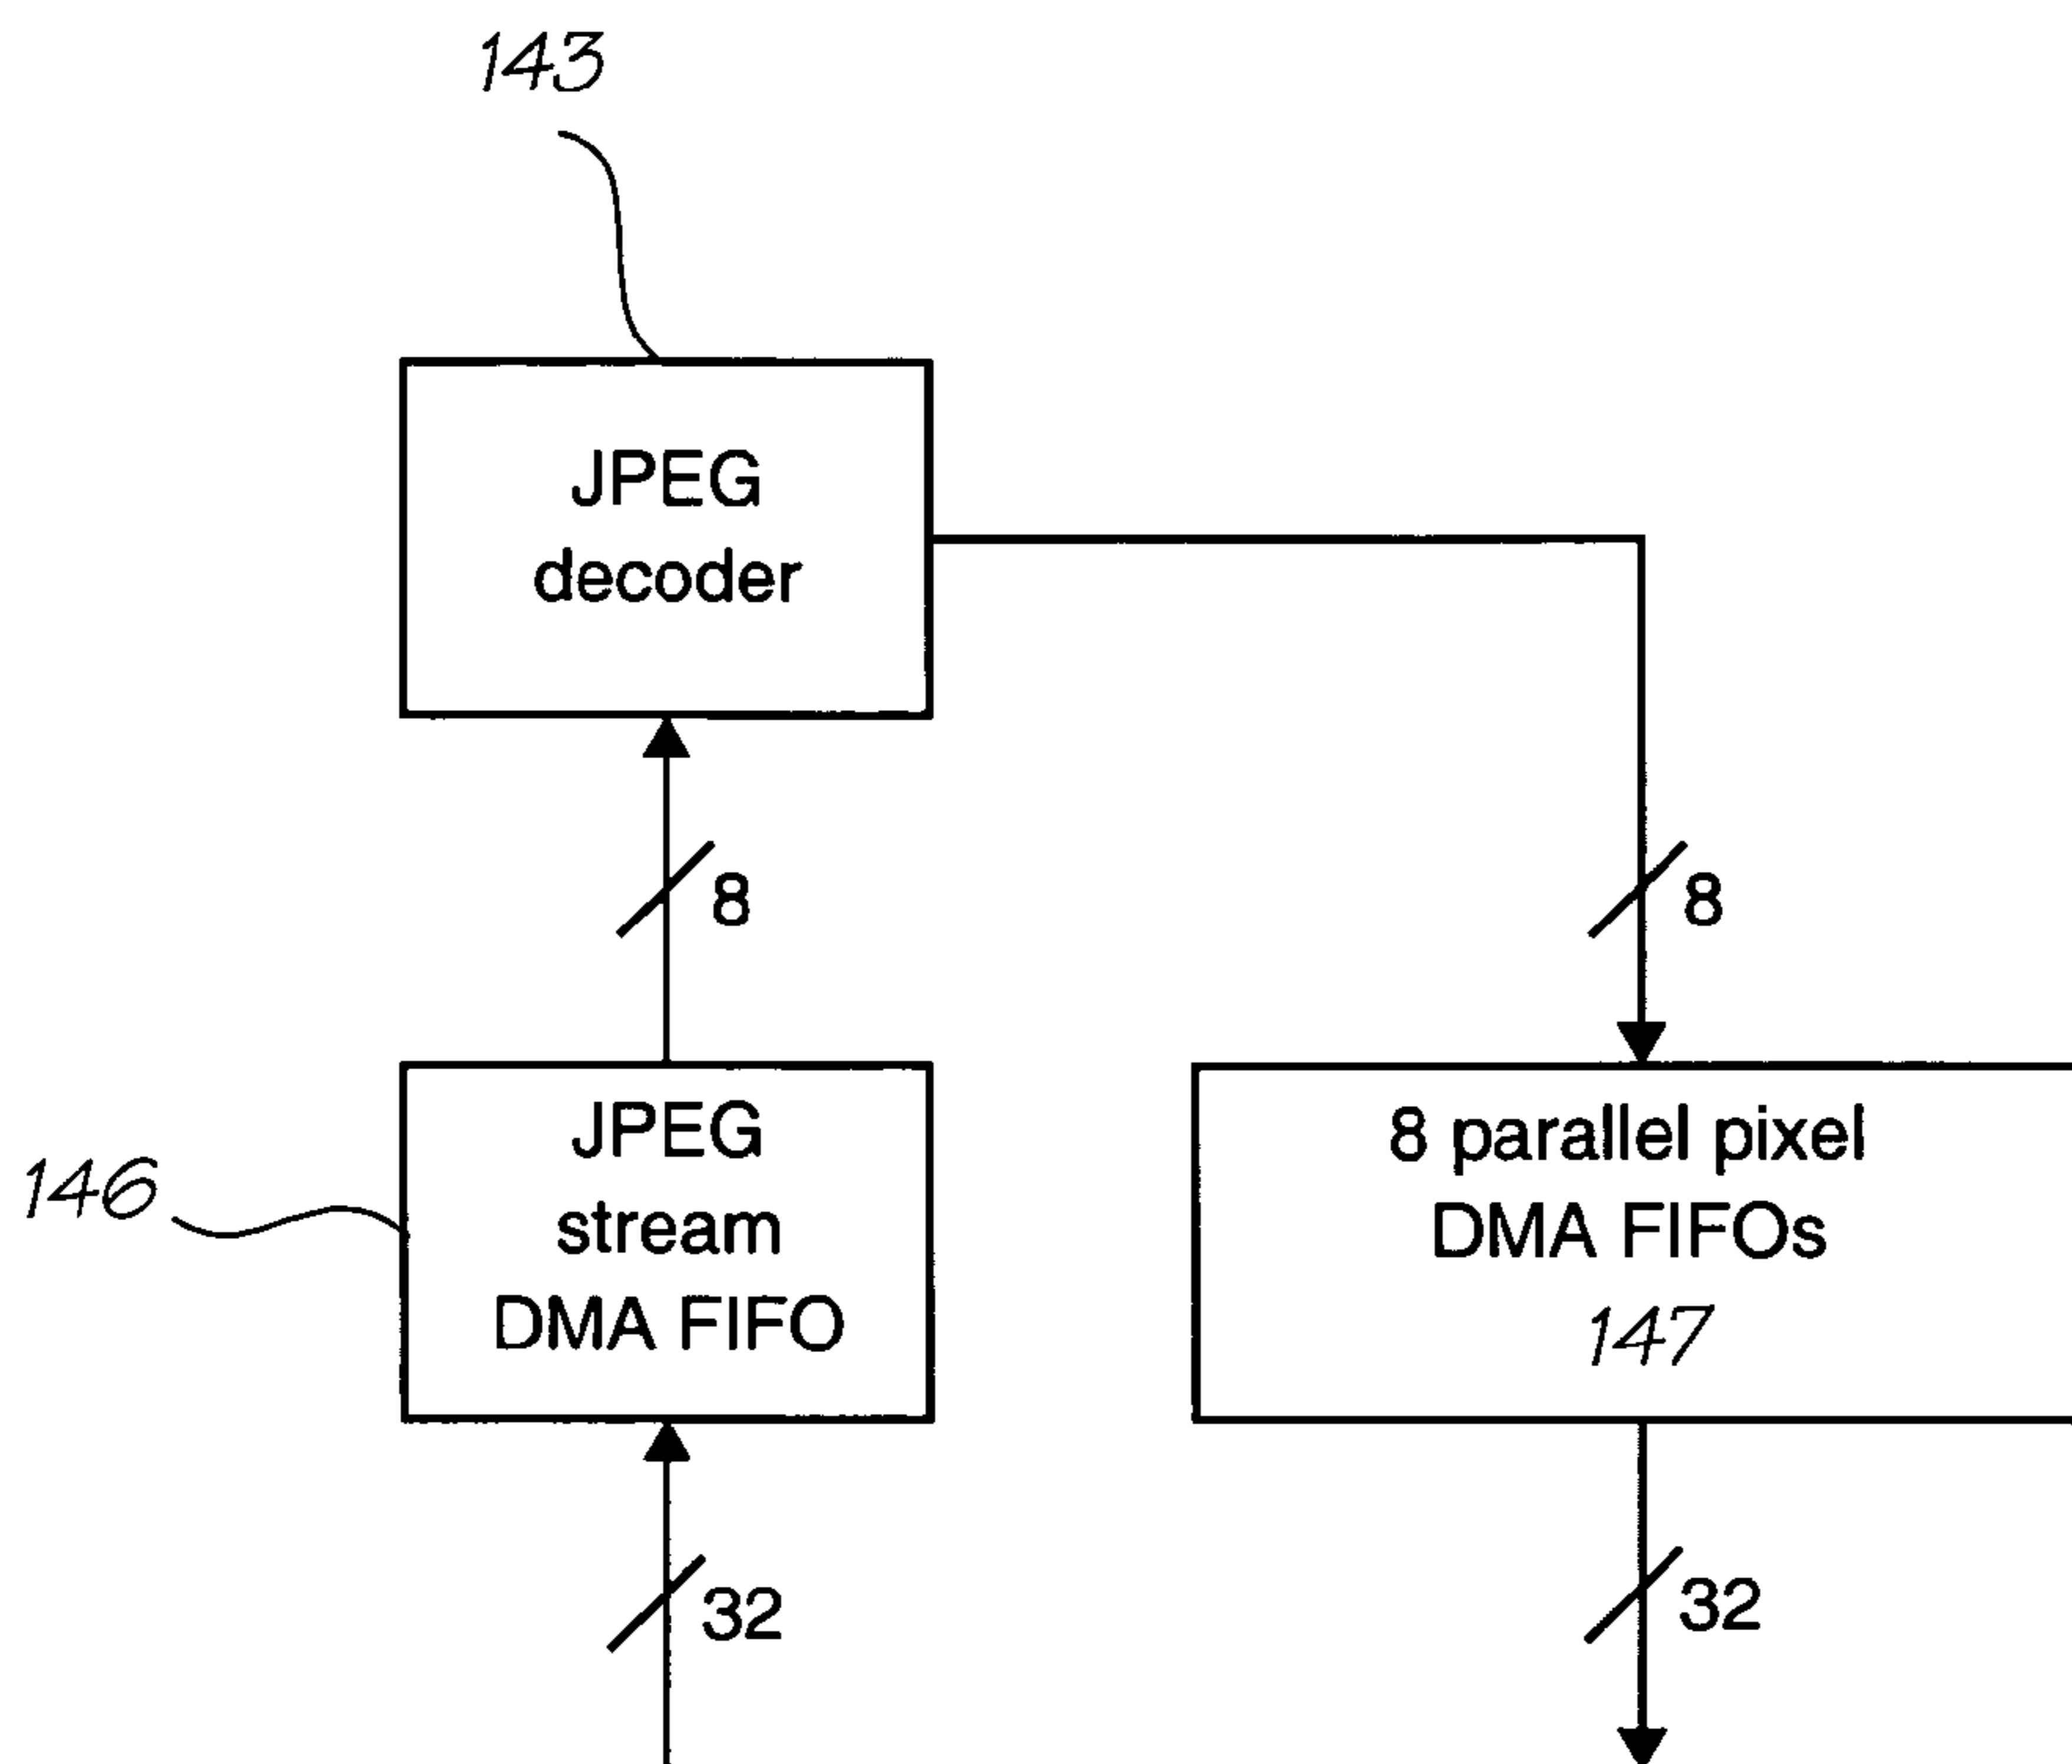 143
JPEG
decoder
8
8
146
JPEG
stream
DMA FIFO
8 parallel pixel
DMA FIFOs
147
32
32